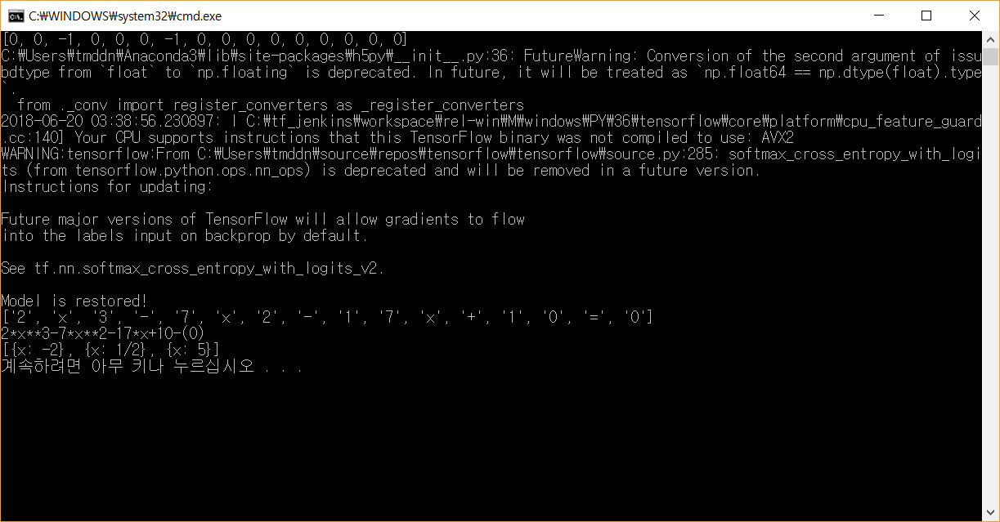 C:₩WINDOWS₩system32₩cmd.exe
[0, 0, -1, 0, 0, 0, -1, 0, 0, 0, 0, 0, 0, 0, 0, 0, 0]
C:₩Users₩tmddn₩Anaconda3₩lib₩site-packages₩h5py₩__init__.py:36: FutureWarning: Conversion of the second argument of issu
bdtype from `float` to `np.floating` is deprecated. In future, it will be treated as `np.float64 == np.dtype(float).type
`.
  from ._conv import register_converters as _register_converters
2018-06-20 03:38:56.230897: I C:₩tf_jenkins₩workspace₩rel-win₩M₩windows₩PY₩36₩tensorflow₩core₩platform₩cpu_feature_guard
.cc:140] Your CPU supports instructions that this TensorFlow binary was not compiled to use: AVX2
WARNING:tensorflow:From C:₩Users₩tmddn₩source₩repos₩tensorflow₩tensorflow₩source.py:285: softmax_cross_entropy_with_logi
ts (from tensorflow.python.ops.nn_ops) is deprecated and will be removed in a future version.
Instructions for updating:
Future major versions of TensorFlow will allow gradients to flow
into the labels input on backprop by default.
See tf.nn.softmax_cross_entropy_with_logits_v2.
Model is restored!
['2', 'x', '3', '-', '7', 'x', '2', '-', '1', '7', 'x', '+', '1', '0', '=', '0']
2*x**3-7*x**2-17*x+10-(0)
[{x: -2}, {x: 1/2}, {x: 5}]
계속하려면 아무 키나 누르십시오 . . .